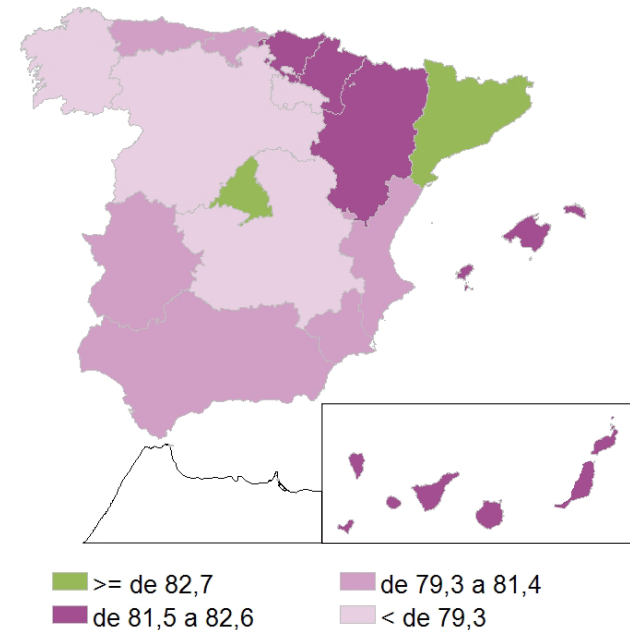 >= de 82,7
de 81,5 a 82,6
de 79,3 a 81,4
< de 79,3